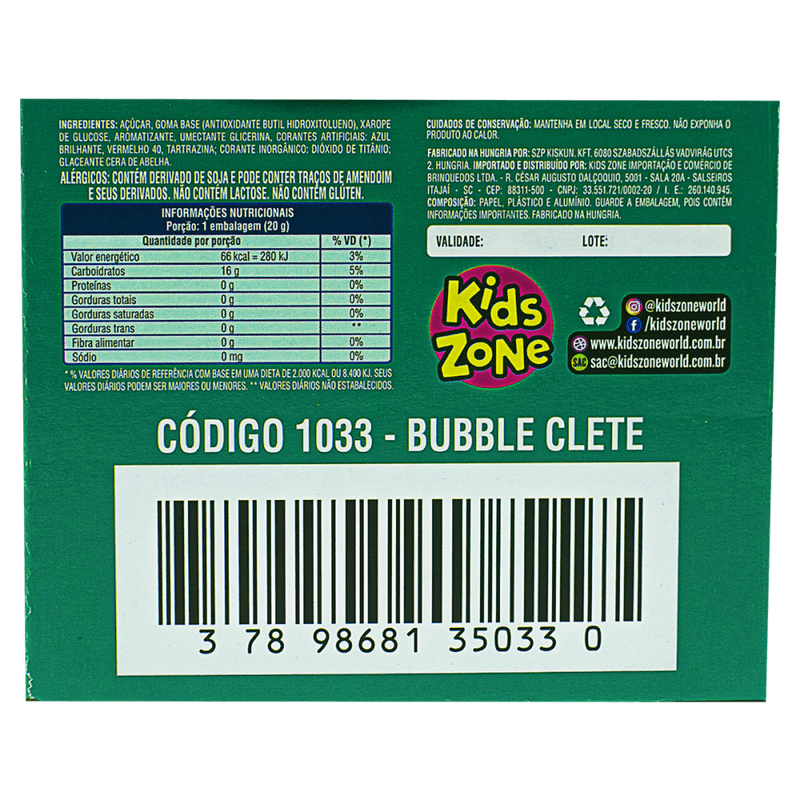 INGREDIENTES: AÇÚCAR, GOMA BASE (ANTIOXIDANTE BUTIL HIDROXITOLUENO), XAROPE
DE GLUCOSE, AROMATIZANTE, UMECTANTE GLICERINA, CORANTES ARTIFICIAIS: AZUL
BRILHANTE, VERMELHO 40, TARTRAZINA; CORANTE INORGÂNICO: DIÓXIDO DE TITÂNIO;
GLACEANTE CERA DE ABELHA.
ALÉRGICOS: CONTÉM DERIVADO DE SOJA E PODE CONTER TRAÇOS DE AMENDOIM
E SEUS DERIVADOS. NÃO CONTÉM LACTOSE. NÃO CONTÉM GLÚTEN.
INFORMAÇÕES NUTRICIONAIS
Porção: 1 embalagem (20 g)
Quantidade por porção % VD (*)
Valor energético 66 kcal = 280 kJ 3%
Carboidratos 16 g 5%
Proteínas 0 g 0%
Gorduras totais 0 g 0%
Gorduras saturadas 0 g 0%
Gorduras trans 0 g **
Fibra alimentar 0 g 0%
Sódio 0 mg 0%
* % VALORES DIÁRIOS DE REFERÊNCIA COM BASE EM UMA DIETA DE 2.000 KCAL OU 8.400 KJ. SEUS
VALORES DIÁRIOS PODEM SER MAIORES OU MENORES. ** VALORES DIÁRIOS NÃO ESTABELECIDOS.
CUIDADOS DE CONSERVAÇÃO: MANTENHA EM LOCAL SECO E FRESCO. NÃO EXPONHA O
PRODUTO AO CALOR.
FABRICADO NA HUNGRIA POR: SZP KISKUN. KFT. 6080 SZABADSZÁLLÁS VADVIRÁG UTCS
2. HUNGRIA. IMPORTADO E DISTRIBUÍDO POR: KIDS ZONE IMPORTAÇÃO E COMÉRCIO DE
BRINQUEDOS LTDA. - R. CÉSAR AUGUSTO DALÇOQUIO, 5001 - SALA 20A - SALSEIROS
ITAJAÍ - SC - CEP: 88311-500 - CNPJ: 33.551.721/0002-20 / I. E.: 260.140.945.
COMPOSIÇÃO: PAPEL, PLÁSTICO E ALUMÍNIO. GUARDE A EMBALAGEM, POIS CONTÉM
INFORMAÇÕES IMPORTANTES. FABRICADO NA HUNGRIA.
VALIDADE: LOTE:
Kids
ZONE
@kidszoneworld
/kidszoneworld
www.kidszoneworld.com.br
SAC sac@kidszoneworld.com.br
CÓDIGO 1033 - BUBBLE CLETE
3 78 98681 35033 0